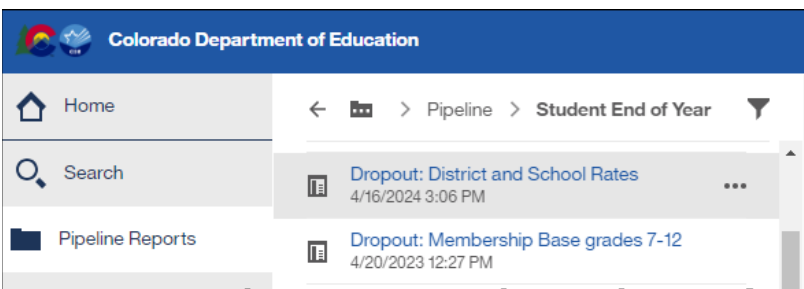 Colorado Department of Education
Home
Search
Pipeline Reports
Pipeline > Student End of Year
Dropout: District and School Rates
4/16/2024 3:06 PM
Dropout: Membership Base grades 7-12
4/20/2023 12:27 PM